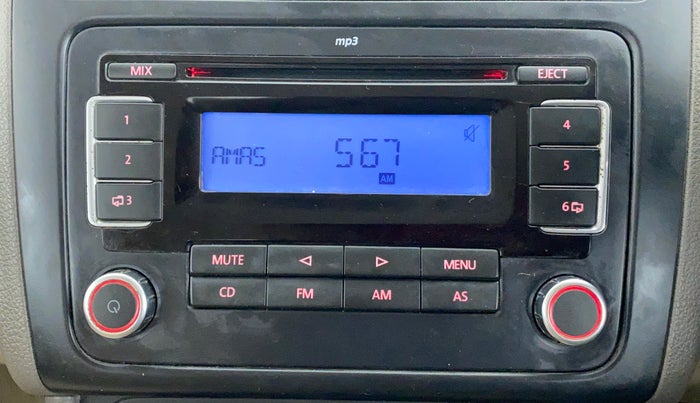 mp3
MIX
EJECT
1
2
3
AMAS 567
AM
4
5
6
MUTE MENU
CD FM AM AS